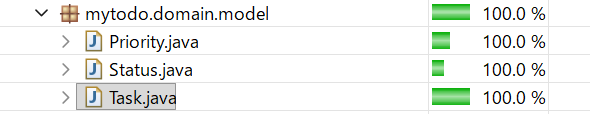 mytodo.domain.model 100.0 %
Priority.java 100.0 %
Status.java 100.0 %
Task.java 100.0 %